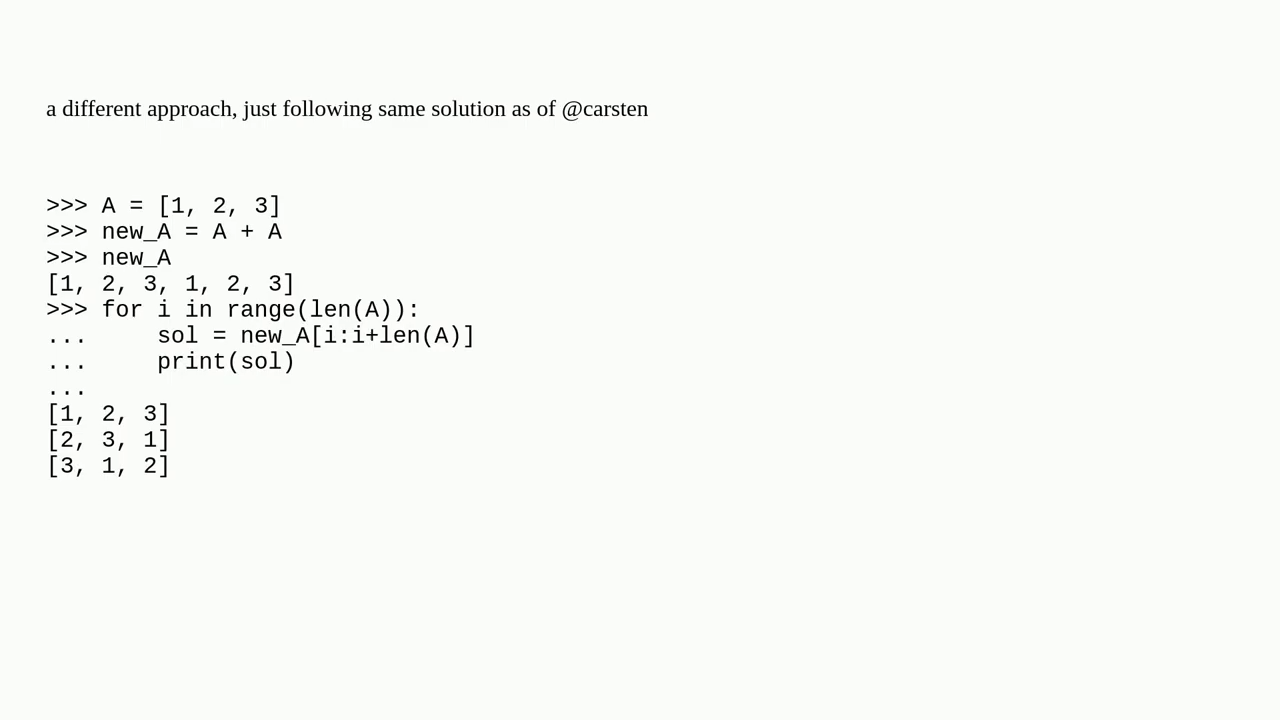 a different approach, just following same solution as of @carsten
>>> A = [1, 2, 3]
>>> new_A = A + A
>>> new_A
[1, 2, 3, 1, 2, 3]
>>> for i in range(len(A)):
...     sol = new_A[i:i+len(A)]
...     print(sol)
...
[1, 2, 3]
[2, 3, 1]
[3, 1, 2]